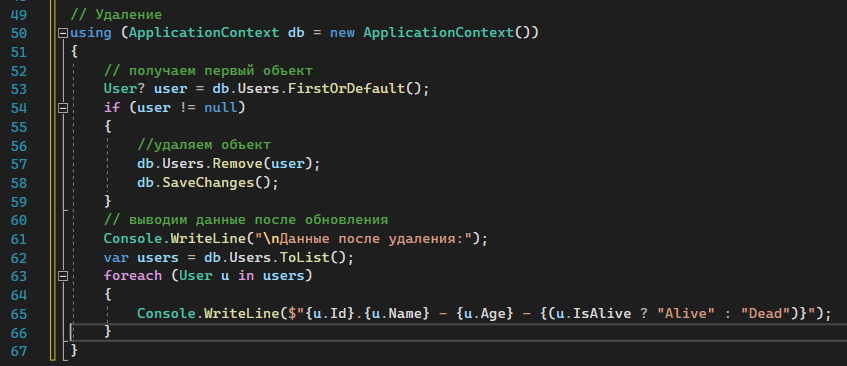 49 // Удаление
50 using (ApplicationContext db = new ApplicationContext())
51 {
52 // получаем первый объект
53 User? user = db.Users.FirstOrDefault();
54 if (user != null)
55 {
56 //удаляем объект
57 db.Users.Remove(user);
58 db.SaveChanges();
59 }
60 // выводим данные после обновления
61 Console.WriteLine("\nДанные после удаления:");
62 var users = db.Users.ToList();
63 foreach (User u in users)
64 {
65 Console.WriteLine($"{u.Id}.{u.Name} - {u.Age} - {(u.IsAlive ? "Alive" : "Dead")}");
66 }
67 }